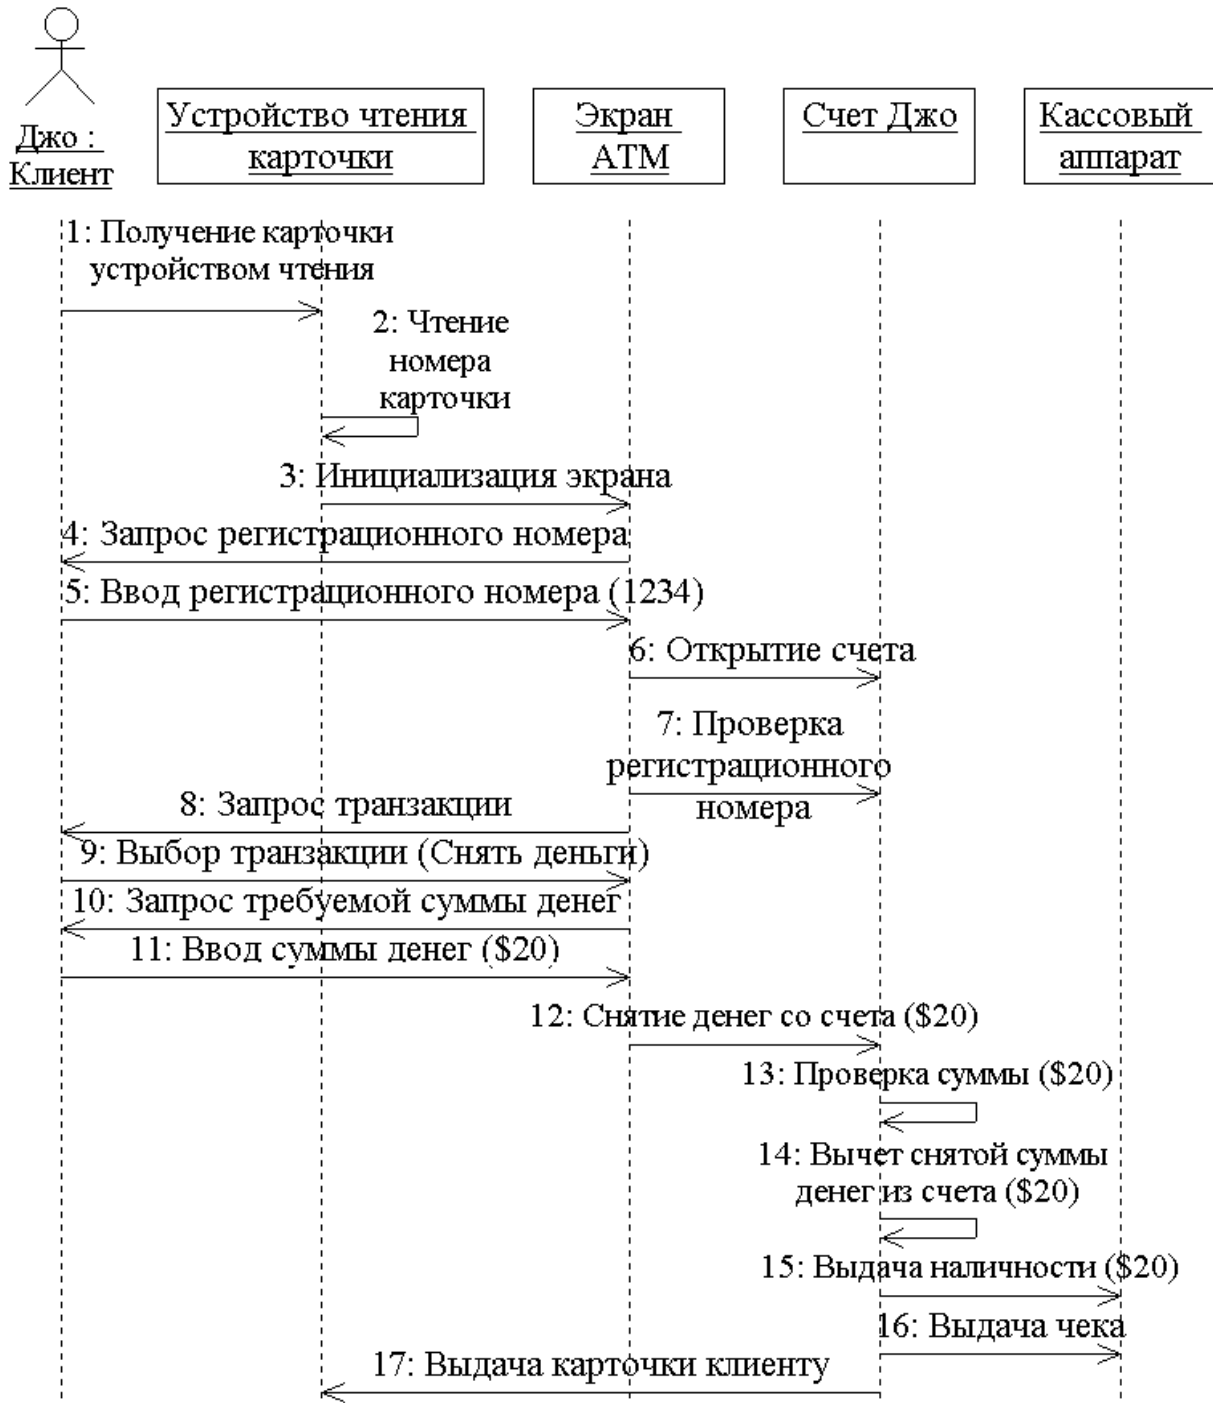 Джо :
Клиент
Устройство чтения
карточки
Экран
АТМ
Счет Джо
Кассовый
аппарат
1: Получение карточки
устройством чтения
2: Чтение
номера
карточки
3: Инициализация экрана
4: Запрос регистрационного номера
5: Ввод регистрационного номера (1234)
6: Открытие счета
7: Проверка
регистрационного
номера
8: Запрос транзакции
9: Выбор транзакции (Снять деньги)
10: Запрос требуемой суммы денег
11: Ввод суммы денег ($20)
12: Снятие денег со счета ($20)
13: Проверка суммы ($20)
14: Вычет снятой суммы
денег из счета ($20)
15: Выдача наличности ($20)
16: Выдача чека
17: Выдача карточки клиенту